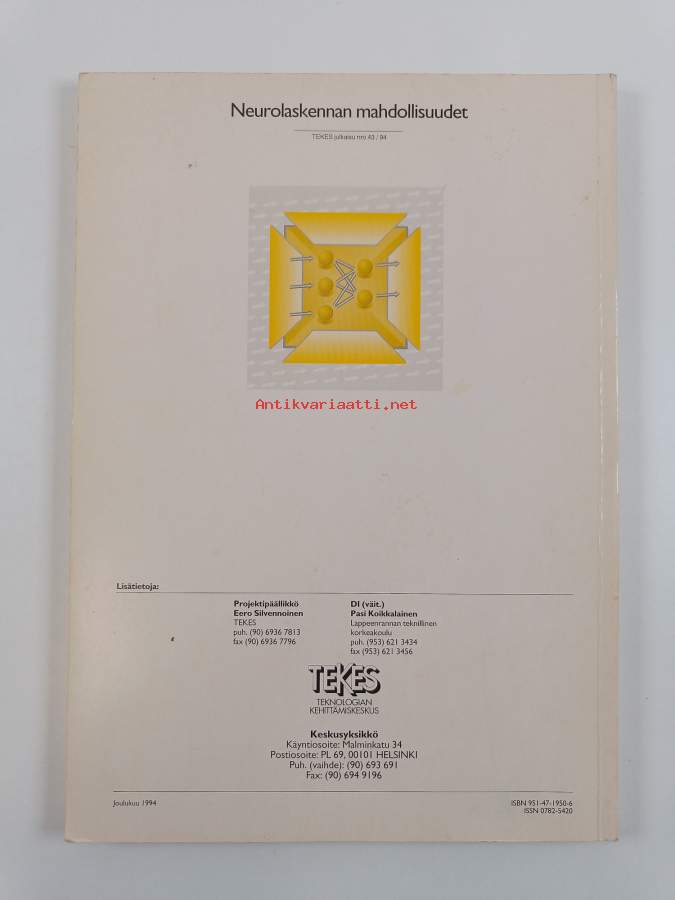 Neurolaskennan mahdollisuudet
TEKES julkaisu nro 43 / 94
Antikvariaatti.net
Lisätietoja:
Projektipäällikkö
Eero Silvennoinen
TEKES
puh. (90) 6936 7813
fax (90) 6936 7796
DI (väit.)
Pasi Koikkalainen
Lappeenrannan teknillinen
korkeakoulu
puh. (953) 621 3434
fax (953) 621 3456
TEKES
TEKNOLOGIAN
KEHITTÄMISKESKUS
Keskusyksikkö
Käyntiosoite: Malminkatu 34
Postiosoite: PL 69, 00101 HELSINKI
Puh. (vaihde): (90) 693 691
Fax: (90) 694 9196
Joulukuu 1994
ISBN 951-47-1950-6
ISSN 0782-5420